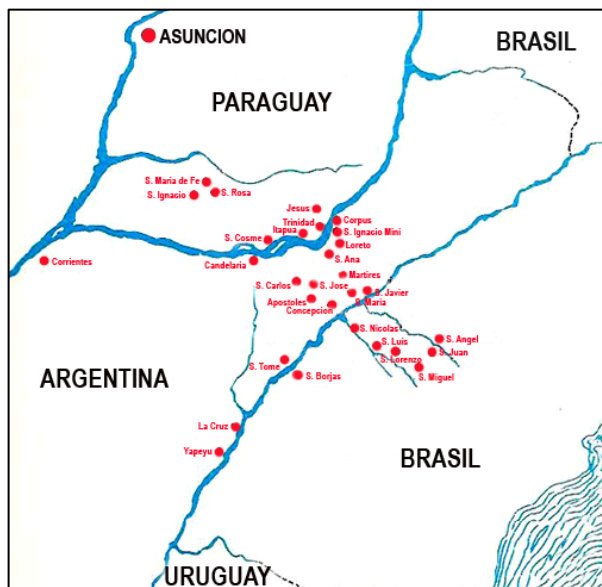 ASUNCION
BRASIL
PARAGUAY
S. Maria de Fe
S. Ignacio
S. Rosa
Jesus
Trinidad
Corpus
Itapua
S. Ignacio Mini
S. Cosme
Loreto
S. Ana
Corrientes
Candelaria
Martires
S. Carlos
S. Jose
S. Javier
S. Maria
Apostoles
Concepcion
S. Nicolas
S. Angel
S. Luis
S. Juan
S. Lorenzo
S. Tome
S. Miguel
S. Borjas
ARGENTINA
La Cruz
Yapeyu
BRASIL
URUGUAY